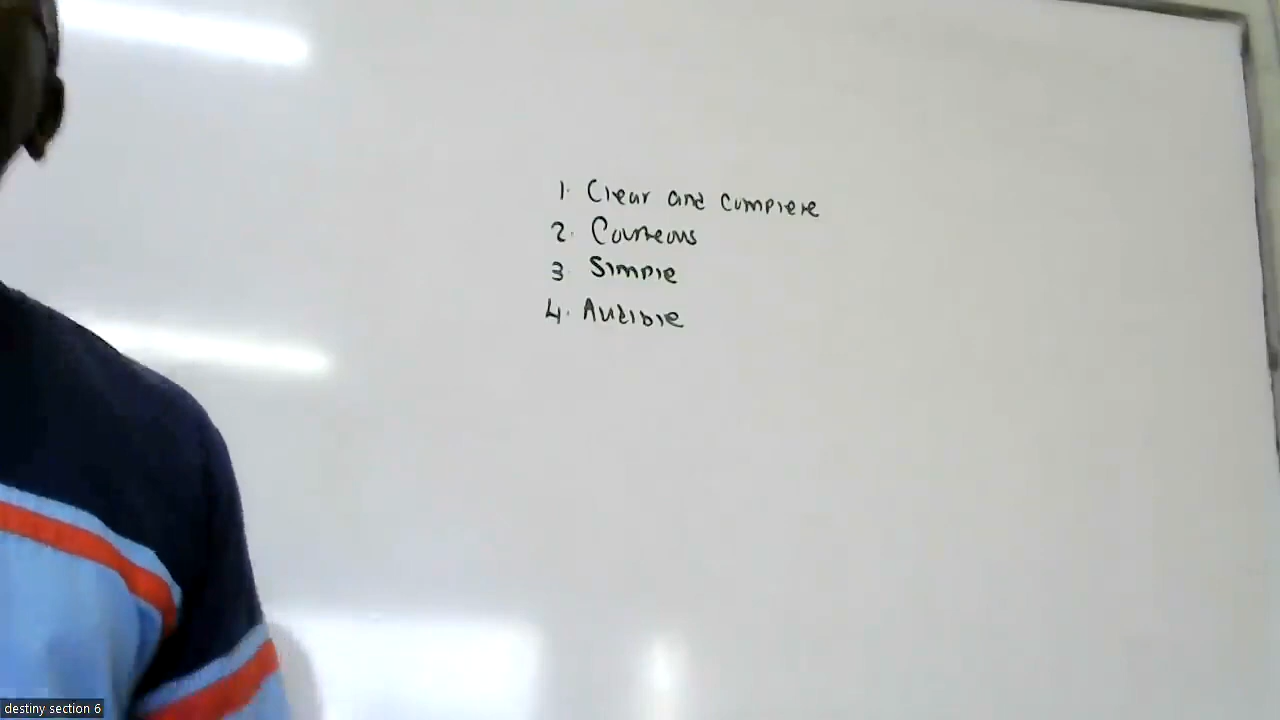 1. Clear and complete
2. Courteous
3 Simple
4. Audible
destiny section 6